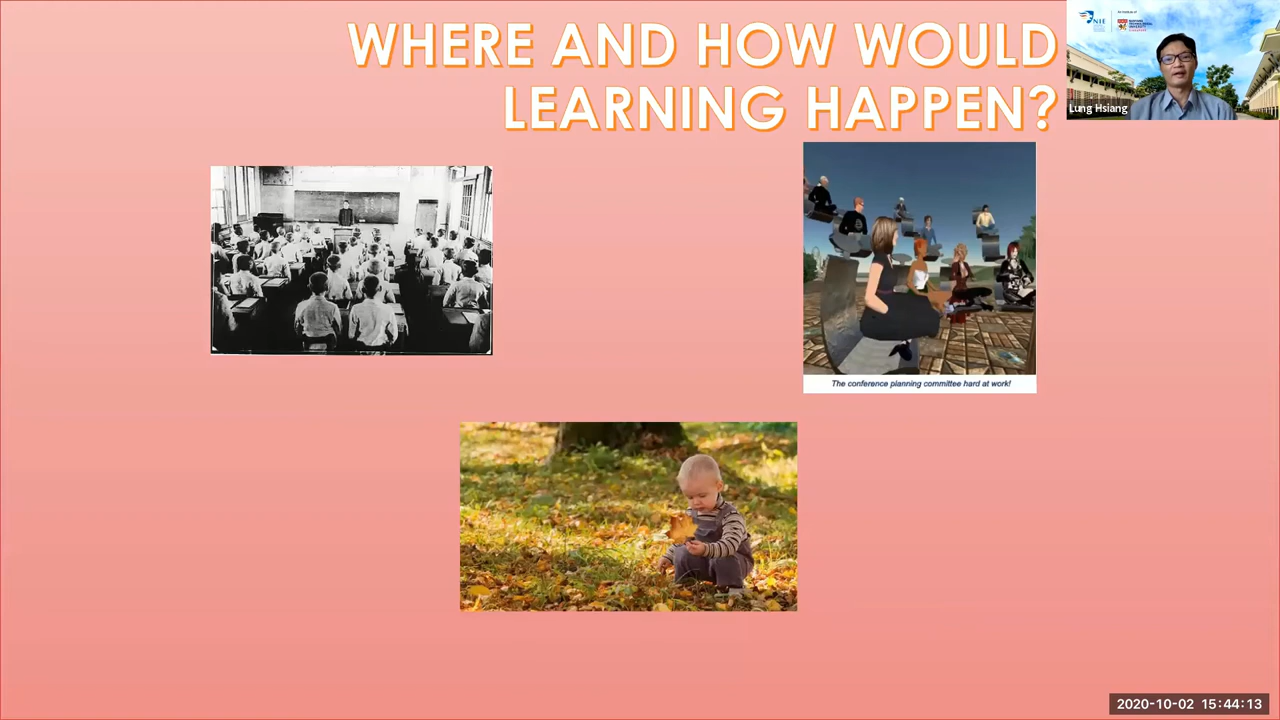 WHERE AND HOW WOULD
LEARNING HAPPEN?
NIE
Lung Hsiang
The conference planning committee hard at work!
2020-10-02 15:44:13